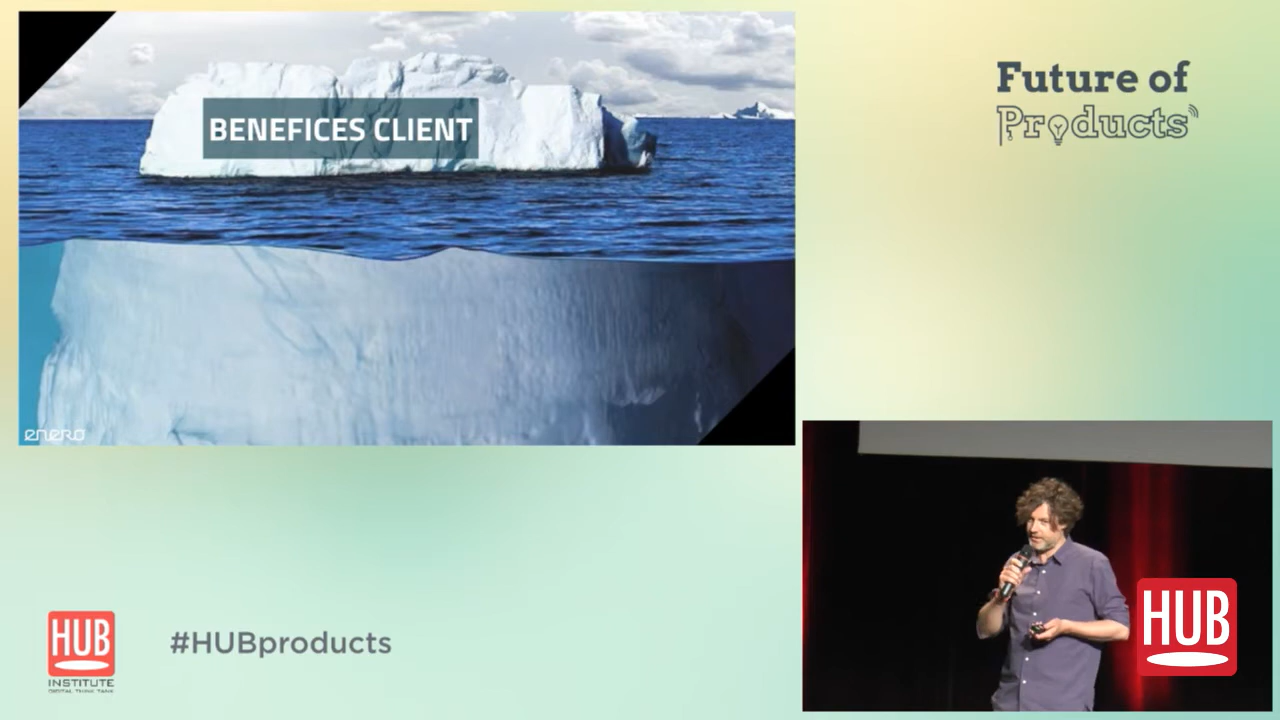 BENEFICES CLIENT
enero
Future of
Products
HUB
INSTITUTE
DIGITAL THINK TANK
#HUBproducts
HUB